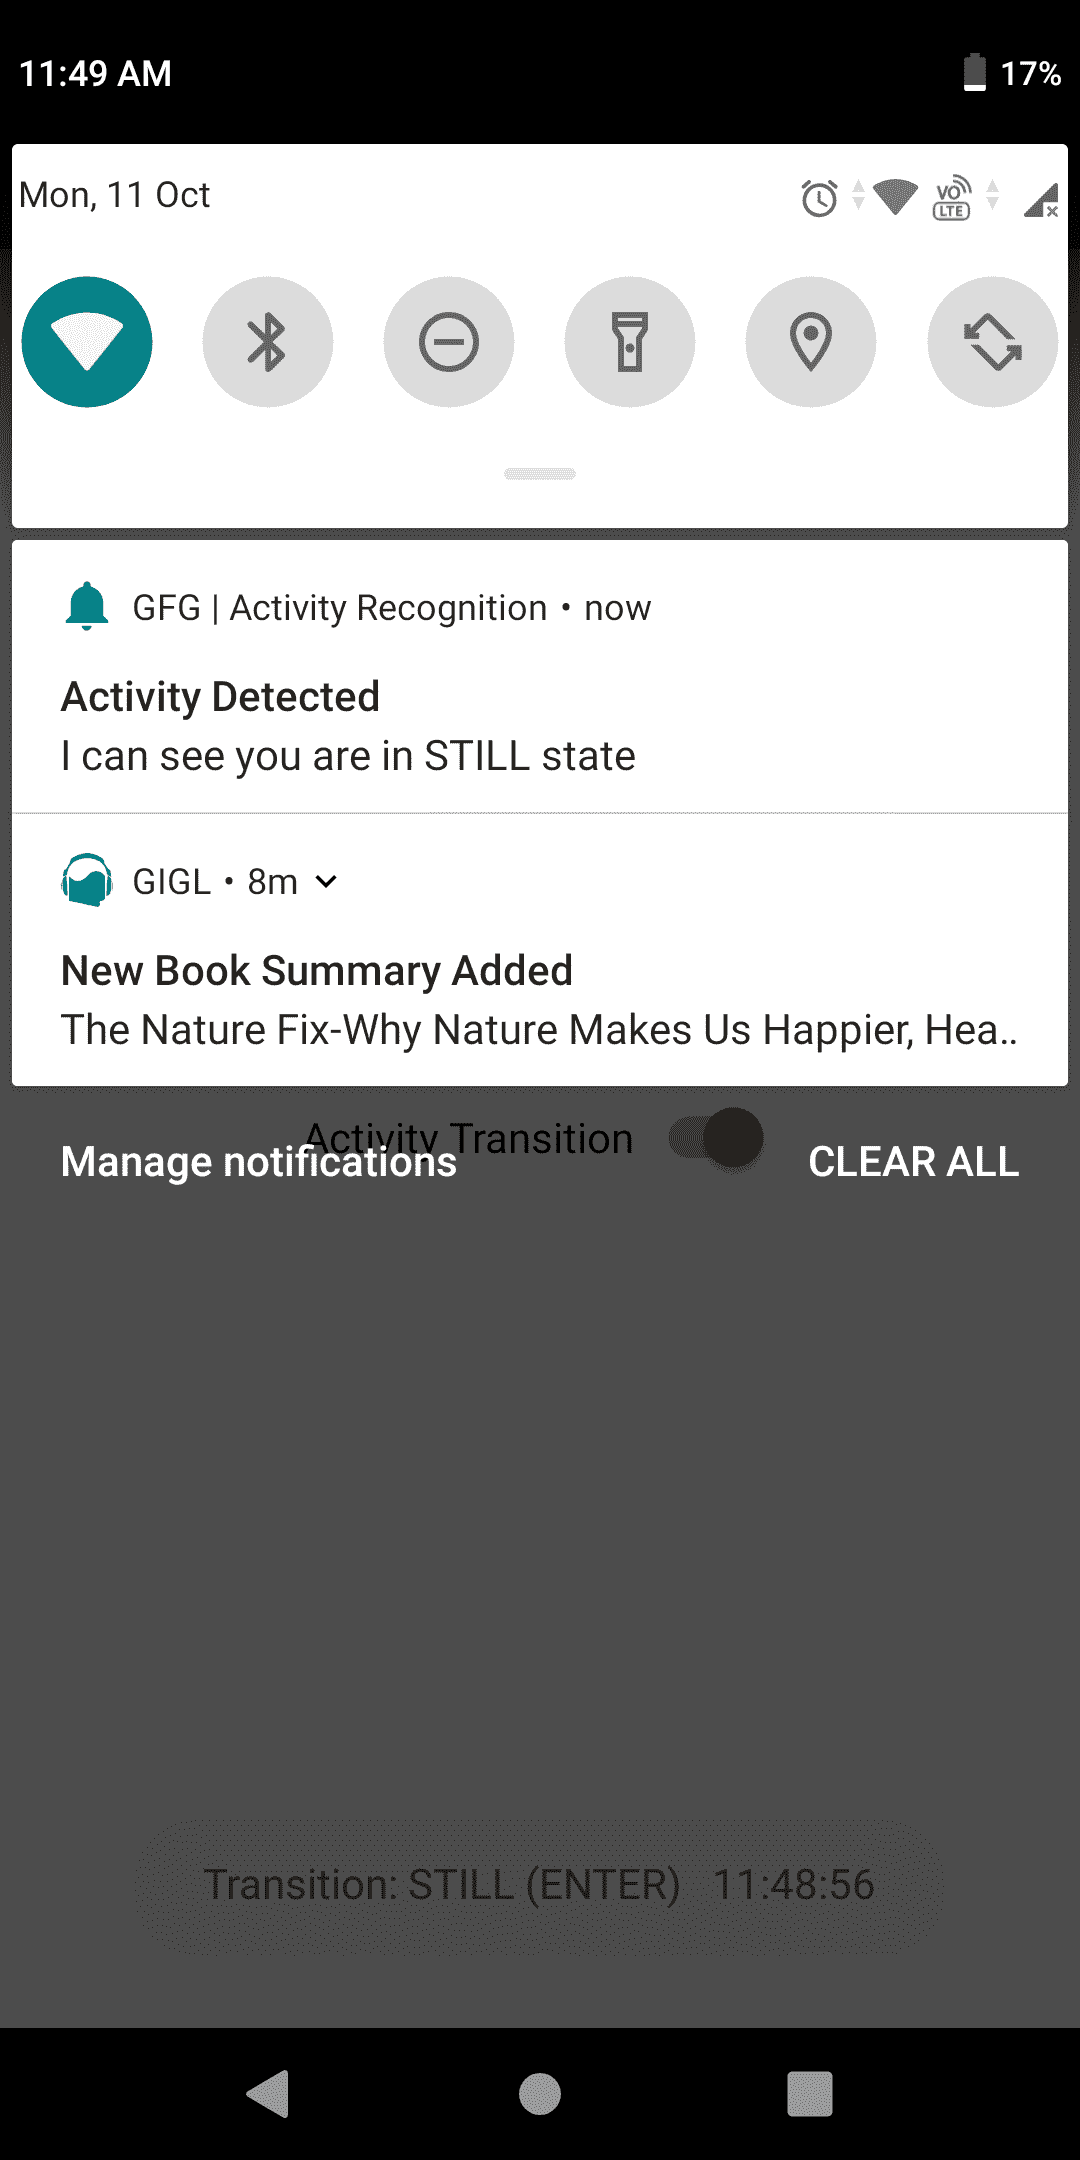 11:49 AM 17%
Mon, 11 Oct VO LTE
GFG | Activity Recognition • now
Activity Detected
I can see you are in STILL state
GIGL • 8m
New Book Summary Added
The Nature Fix-Why Nature Makes Us Happier, Hea..
Activity Transition
Manage notifications CLEAR ALL
Transition: STILL (ENTER) 11:48:56